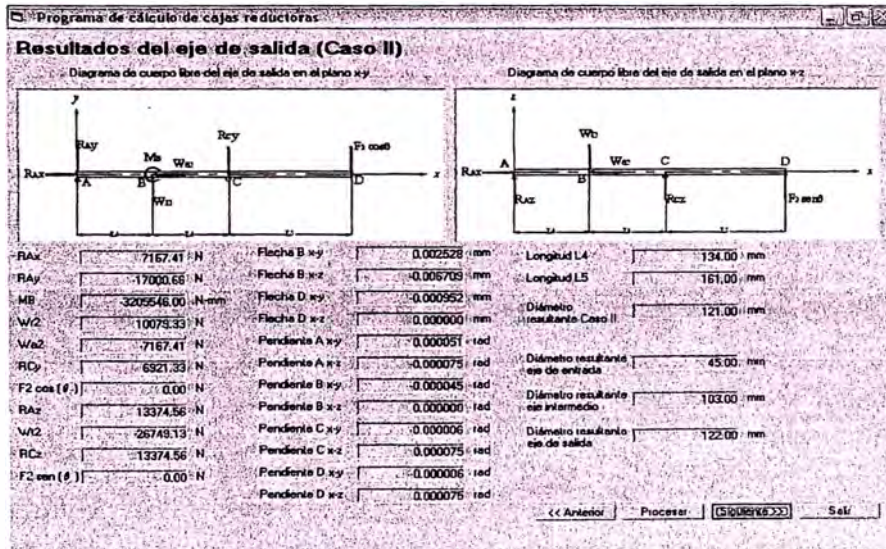 Programa de cálculo de cajas reductoras
Resultados del eje de salida (Caso II)
Diagrama de cuerpo libre del eje de salida en el plano x-y
y
RAy
RCy
F2 cosθ
MB
Wa2
RAx
A
B
C
D
x
Wr2
Diagrama de cuerpo libre del eje de salida en el plano x-z
z
Wt2
A
Wa2
C
D
RAx
B
x
RAz
RCz
F2 senθ
RAx 7167.41 N
RAy -17000.66 N
MB -3209546.00 N-mm
Wr2 10079.33 N
Wa2 -7167.41 N
RCy 6921.33 N
F2 cos (θ) 0.00 N
RAz 13374.56 N
Wt2 -26749.13 N
RCz 13374.56 N
F2 sen (θ) 0.00 N
Flecha B x-y 0.002528 mm
Flecha B x-z -0.006709 mm
Flecha D x-y -0.000952 mm
Flecha D x-z 0.000000 mm
Pendiente A x-y 0.000051 rad
Pendiente A x-z -0.000075 rad
Pendiente B x-y -0.000045 rad
Pendiente B x-z 0.000000 rad
Pendiente C x-y -0.000006 rad
Pendiente C x-z 0.000075 rad
Pendiente D x-y -0.000006 rad
Pendiente D x-z 0.000075 rad
Longitud L4 134.00 mm
Longitud L5 161.00 mm
Diámetro
resultante Caso II 121.00 mm
Diámetro resultante
eje de entrada 45.00 mm
Diámetro resultante
eje intermedio 103.00 mm
Diámetro resultante
eje de salida 122.00 mm
<< Anterior
Procesar
(Siguiente>>)
Salir